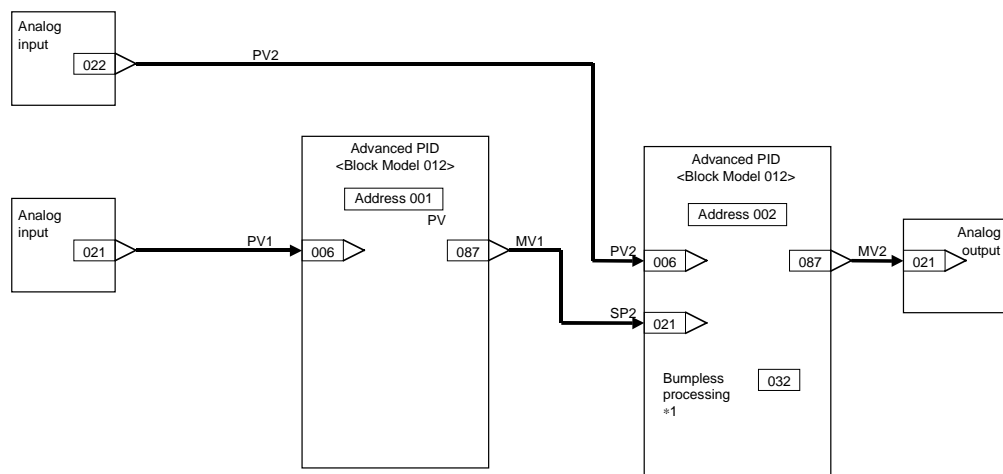 Analog
input
022
PV2
Advanced PID
<Block Model 012>
Address 001
PV
Analog
input
021
PV1
006
087
MV1
Advanced PID
<Block Model 012>
Address 002
PV2
006
087
MV2
SP2
021
Bumpless
processing
*1
032
Analog
output
021